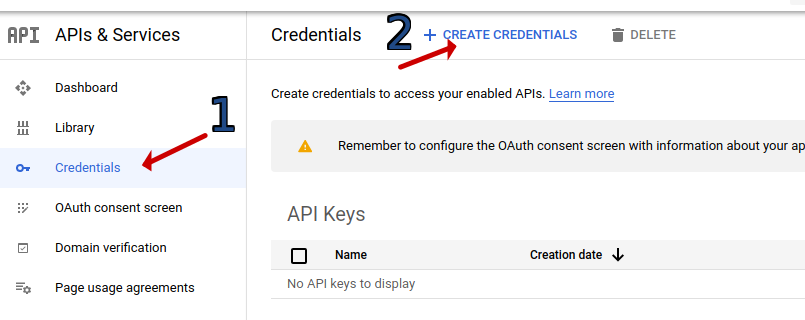 API APIs & Services
Credentials 2 + CREATE CREDENTIALS DELETE
Dashboard
Library
Credentials
OAuth consent screen
Domain verification
Page usage agreements
1
Create credentials to access your enabled APIs. Learn more
Remember to configure the OAuth consent screen with information about your ap
API Keys
Name Creation date
No API keys to display